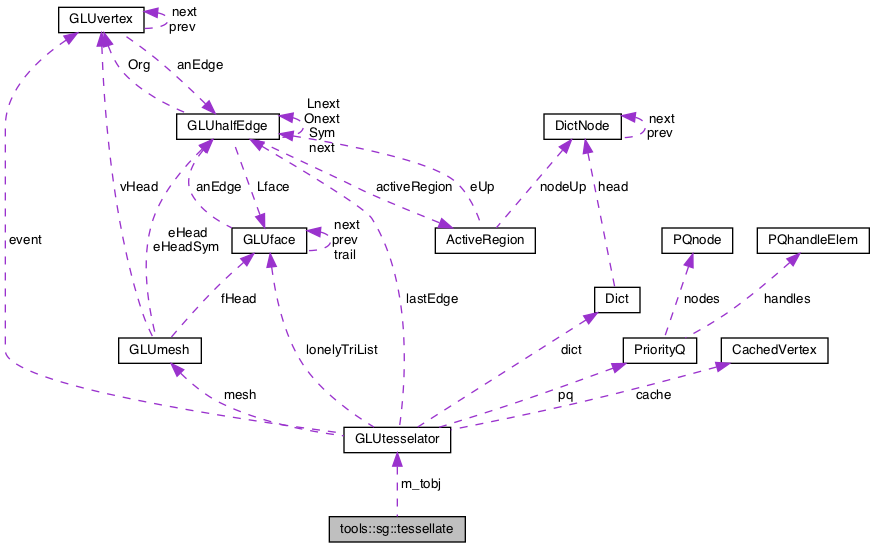 GLUvertex
next
prev
Org
anEdge
GLUhalfEdge
Lnext
Onext
Sym
next
DictNode
next
prev
vHead
anEdge
Lface
activeRegion
eUp
nodeUp
head
eHead
eHeadSym
GLUface
next
prev
trail
ActiveRegion
PQnode
PQhandleElem
event
fHead
lastEdge
Dict
nodes
handles
GLUmesh
lonelyTriList
dict
PriorityQ
CachedVertex
mesh
pq
cache
GLUtesselator
m_tobj
tools::sg::tessellate